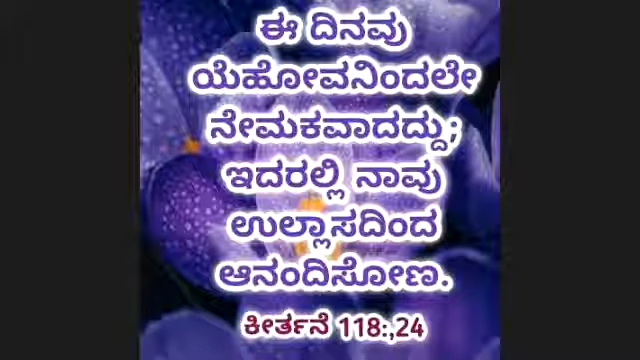 ಈ ದಿನವು
ಯೆಹೋವನಿಂದಲೇ
ನೇಮಕವಾದದ್ದು;
ಇದರಲ್ಲಿ ನಾವು
ಉಲ್ಲಾಸದಿಂದ
ಆನಂದಿಸೋಣ.
ಕೀರ್ತನೆ 118:,24